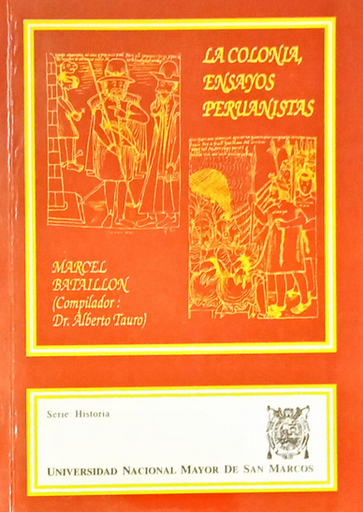 LA COLONIA,
ENSAYOS
PERUANISTAS
MARCEL
BATAILLON
(Compilador :
Dr. Alberto Tauro)
Serie: Historia
UNIVERSIDAD NACIONAL MAYOR DE SAN MARCOS